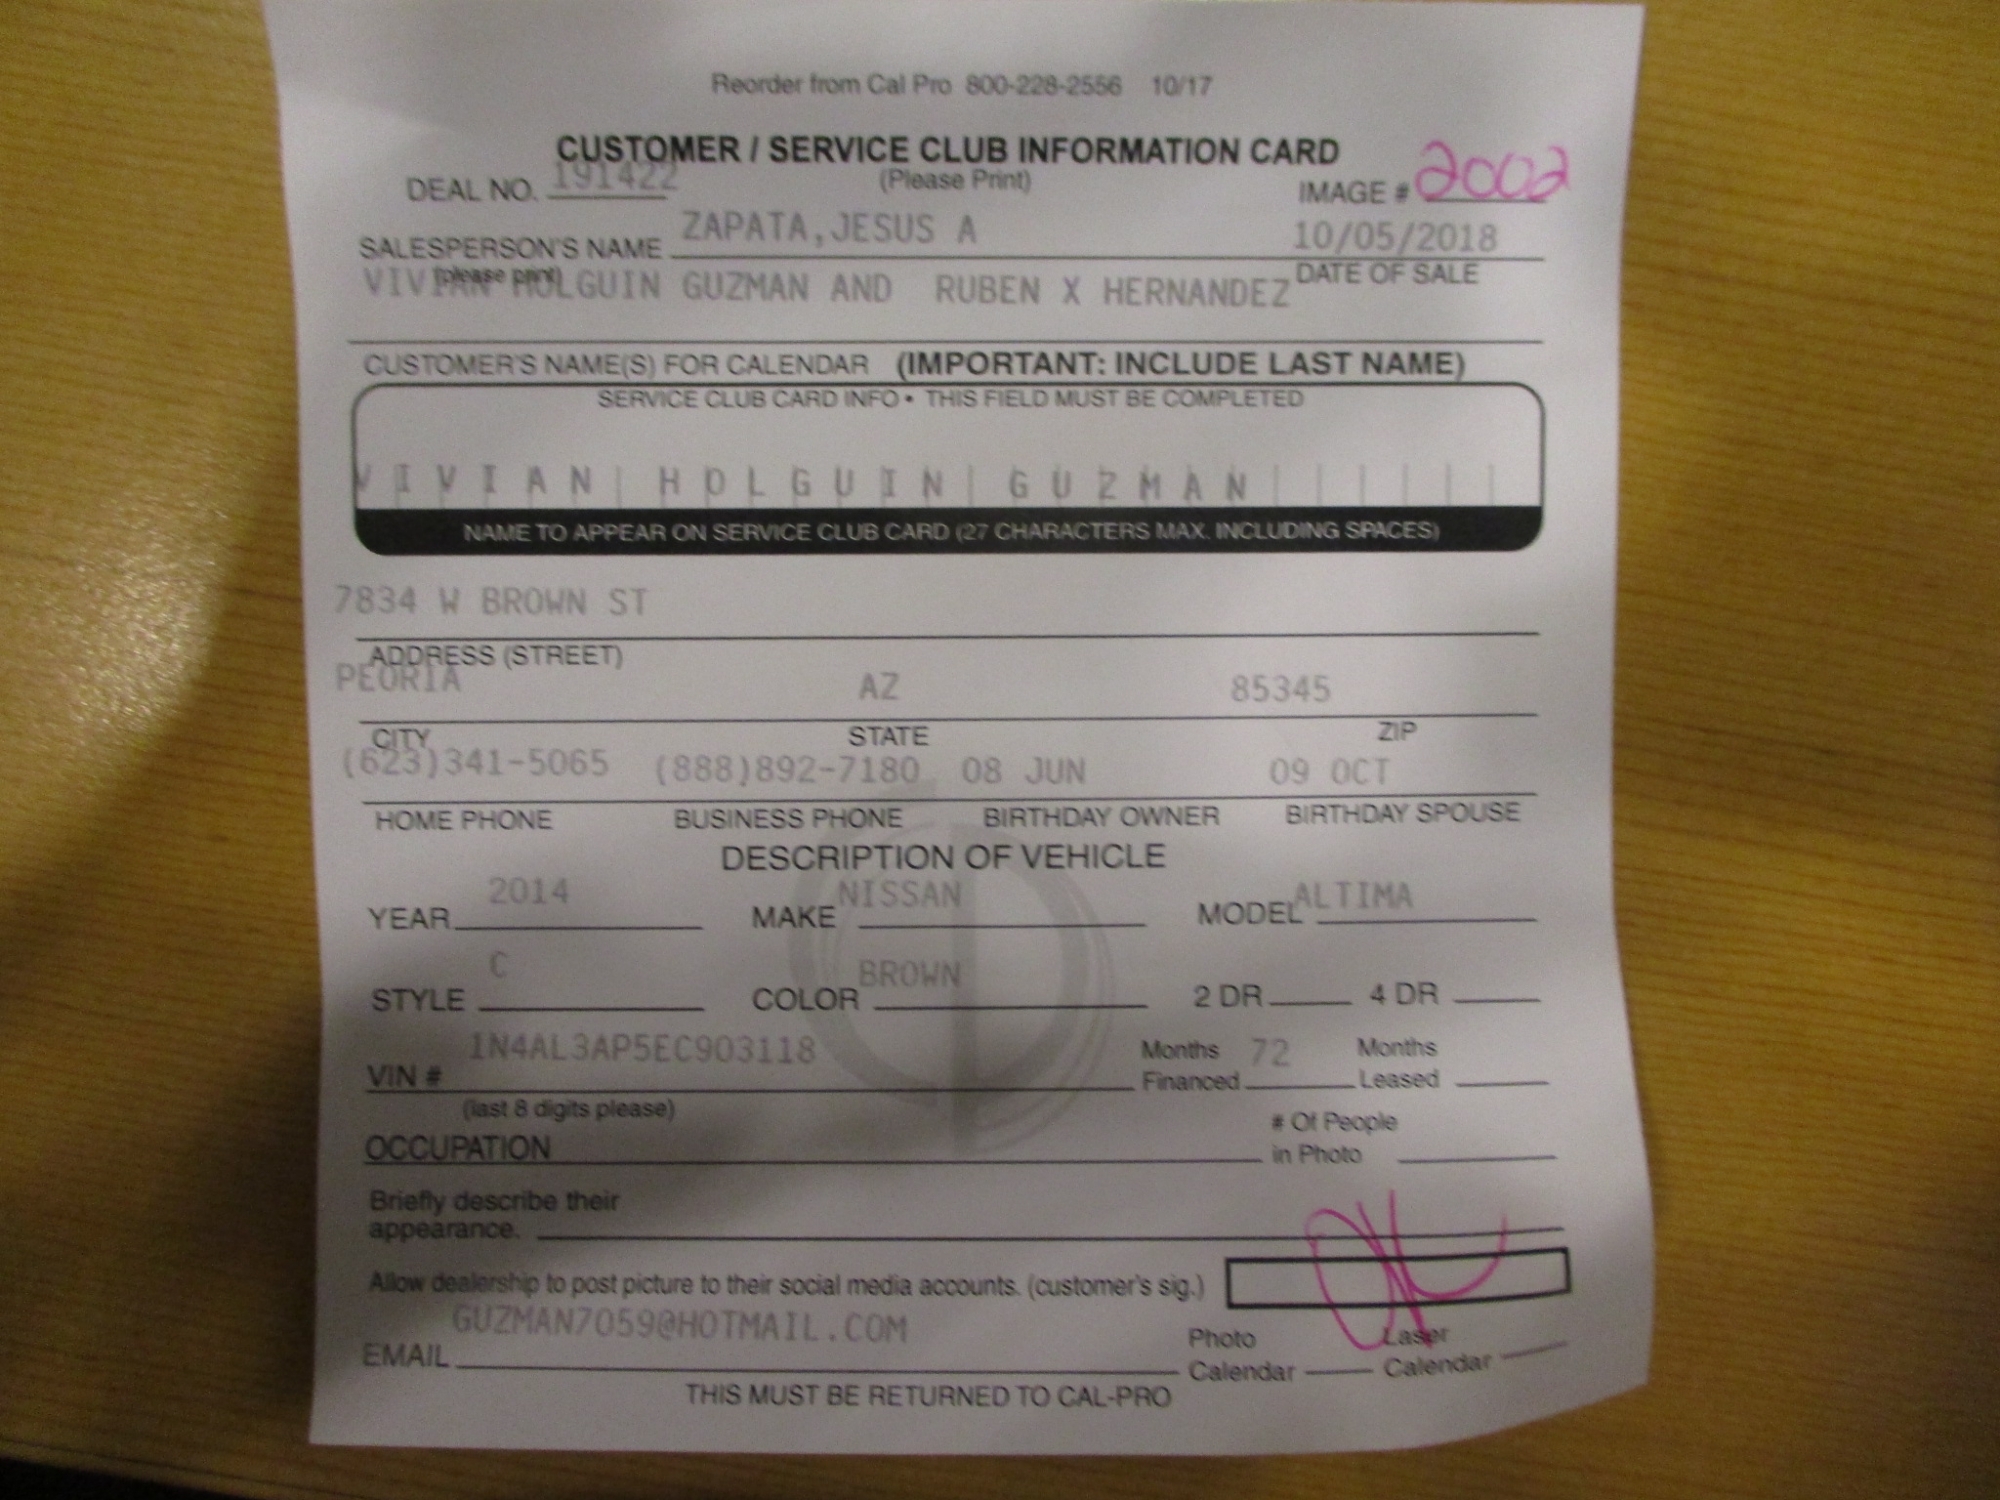 Reorder from Cal Pro 800-228-2556 10/17
CUSTOMER / SERVICE CLUB INFORMATION CARD
(Please Print)
DEAL NO. 191422
IMAGE # 2002
SALESPERSON'S NAME ZAPATA,JESUS A
10/05/2018
(please print)
DATE OF SALE
VIVIAN HOLGUIN GUZMAN AND RUBEN X HERNANDEZ
CUSTOMER'S NAME(S) FOR CALENDAR (IMPORTANT: INCLUDE LAST NAME)
SERVICE CLUB CARD INFO • THIS FIELD MUST BE COMPLETED
VIVIAN HOLGUIN GUZMAN
NAME TO APPEAR ON SERVICE CLUB CARD (27 CHARACTERS MAX. INCLUDING SPACES)
7834 W BROWN ST
ADDRESS (STREET)
PEORIA AZ 85345
CITY STATE ZIP
(623)341-5065 (888)892-7180 08 JUN 09 OCT
HOME PHONE BUSINESS PHONE BIRTHDAY OWNER BIRTHDAY SPOUSE
DESCRIPTION OF VEHICLE
YEAR 2014 MAKE NISSAN MODEL ALTIMA
STYLE C COLOR BROWN 2 DR 4 DR
VIN # 1N4AL3AP5EC903118 Months Financed 72 Months Leased
(last 8 digits please)
OCCUPATION # Of People in Photo
Briefly describe their
appearance.
Allow dealership to post picture to their social media accounts. (customer's sig.)
EMAIL GUZMAN7059@HOTMAIL.COM
Photo Calendar Laser Calendar
THIS MUST BE RETURNED TO CAL-PRO